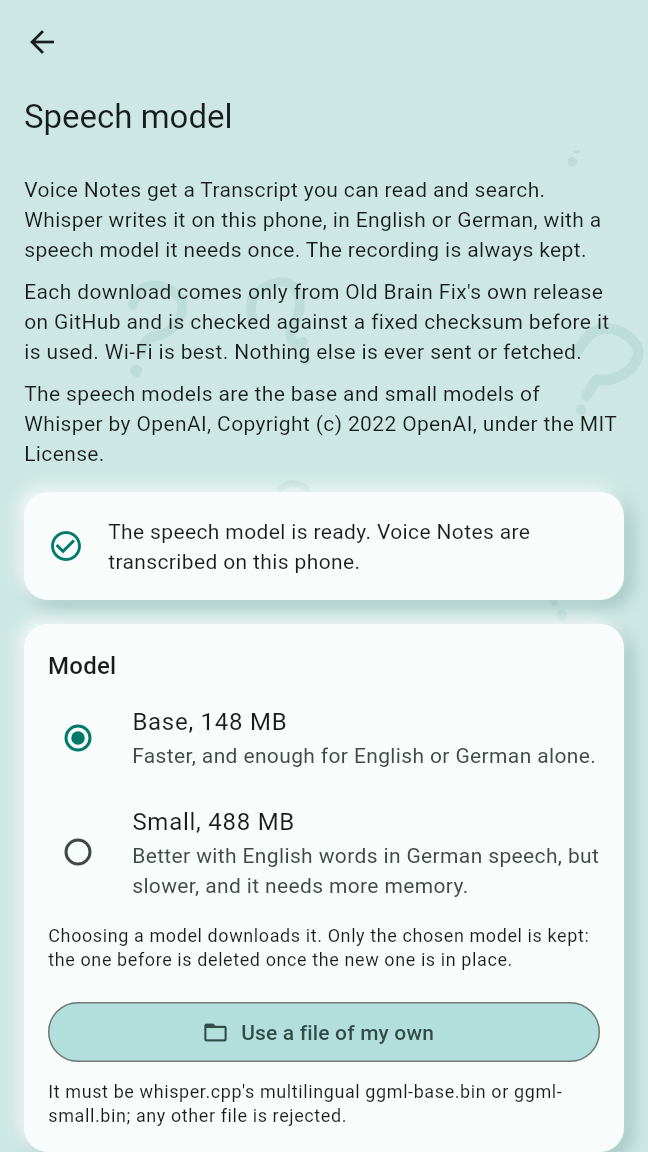 Speech model
Voice Notes get a Transcript you can read and search.
Whisper writes it on this phone, in English or German, with a
speech model it needs once. The recording is always kept.
Each download comes only from Old Brain Fix's own release
on GitHub and is checked against a fixed checksum before it
is used. Wi-Fi is best. Nothing else is ever sent or fetched.
The speech models are the base and small models of
Whisper by OpenAI, Copyright (c) 2022 OpenAI, under the MIT
License.
The speech model is ready. Voice Notes are
transcribed on this phone.
Model
Base, 148 MB
Faster, and enough for English or German alone.
Small, 488 MB
Better with English words in German speech, but
slower, and it needs more memory.
Choosing a model downloads it. Only the chosen model is kept:
the one before is deleted once the new one is in place.
Use a file of my own
It must be whisper.cpp's multilingual ggml-base.bin or ggml-
small.bin; any other file is rejected.